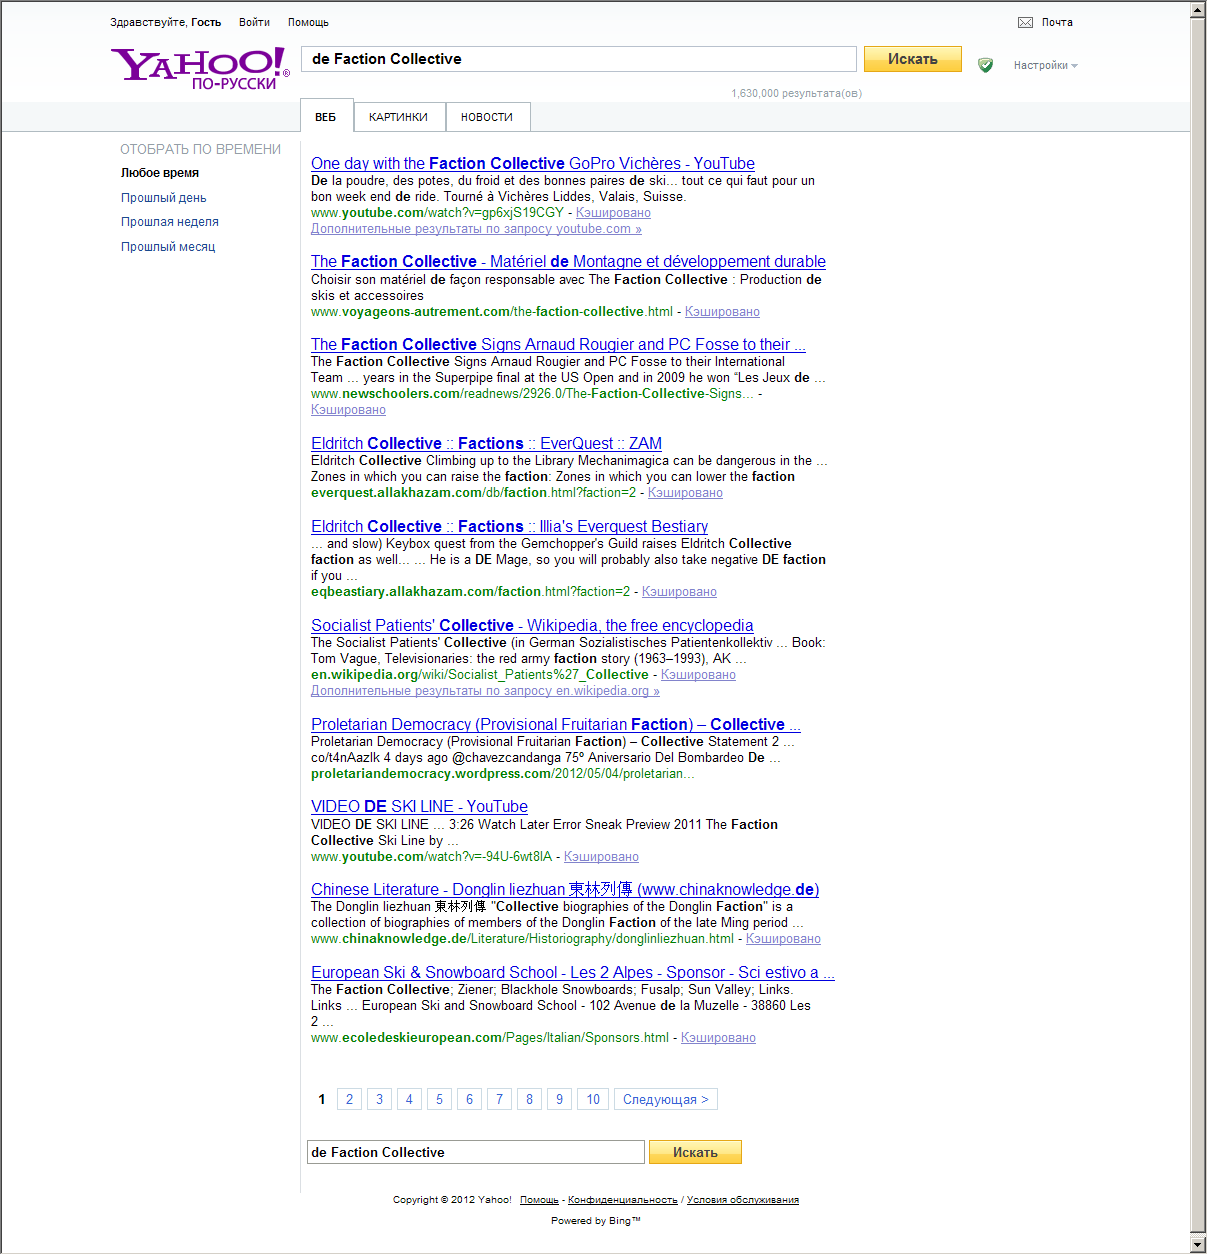 Здравствуйте, Гость Войти Помощь Почта
YAHOO!®
ПО-РУССКИ
de Faction Collective Искать Настройки
1,630,000 результата(ов)
ВЕБ КАРТИНКИ НОВОСТИ
ОТОБРАТЬ ПО ВРЕМЕНИ
Любое время
Прошлый день
Прошлая неделя
Прошлый месяц
One day with the Faction Collective GoPro Vichères - YouTube
De la poudre, des potes, du froid et des bonnes paires de ski... tout ce qui faut pour un
bon week end de ride. Tourné à Vichères Liddes, Valais, Suisse.
www.youtube.com/watch?v=gp6xjS19CGY - Кэшировано
Дополнительные результаты по запросу youtube.com »
The Faction Collective - Matériel de Montagne et développement durable
Choisir son matériel de façon responsable avec The Faction Collective : Production de
skis et accessoires
www.voyageons-autrement.com/the-faction-collective.html - Кэшировано
The Faction Collective Signs Arnaud Rougier and PC Fosse to their ...
The Faction Collective Signs Arnaud Rougier and PC Fosse to their International
Team ... years in the Superpipe final at the US Open and in 2009 he won “Les Jeux de ...
www.newschoolers.com/readnews/2926.0/The-Faction-Collective-Signs... -
Кэшировано
Eldritch Collective :: Factions :: EverQuest :: ZAM
Eldritch Collective Climbing up to the Library Mechanimagica can be dangerous in the ...
Zones in which you can raise the faction: Zones in which you can lower the faction
everquest.allakhazam.com/db/faction.html?faction=2 - Кэшировано
Eldritch Collective :: Factions :: Illia's Everquest Bestiary
... and slow) Keybox quest from the Gemchopper's Guild raises Eldritch Collective
faction as well... ... He is a DE Mage, so you will probably also take negative DE faction
if you ...
eqbeastiary.allakhazam.com/faction.html?faction=2 - Кэшировано
Socialist Patients' Collective - Wikipedia, the free encyclopedia
The Socialist Patients' Collective (in German Sozialistisches Patientenkollektiv ... Book:
Tom Vague, Televisionaries: the red army faction story (1963–1993), AK ...
en.wikipedia.org/wiki/Socialist_Patients%27_Collective - Кэшировано
Дополнительные результаты по запросу en.wikipedia.org »
Proletarian Democracy (Provisional Fruitarian Faction) – Collective ...
Proletarian Democracy (Provisional Fruitarian Faction) – Collective Statement 2 ...
co/t4nAazlk 4 days ago @chavezcandanga 75º Aniversario Del Bombardeo De ...
proletariandemocracy.wordpress.com/2012/05/04/proletarian...
VIDEO DE SKI LINE - YouTube
VIDEO DE SKI LINE ... 3:26 Watch Later Error Sneak Preview 2011 The Faction
Collective Ski Line by ...
www.youtube.com/watch?v=-94U-6wt8IA - Кэшировано
Chinese Literature - Donglin liezhuan 東林列傳 (www.chinaknowledge.de)
The Donglin liezhuan 東林列傳 "Collective biographies of the Donglin Faction" is a
collection of biographies of members of the Donglin Faction of the late Ming period ...
www.chinaknowledge.de/Literature/Historiography/donglinliezhuan.html - Кэшировано
European Ski & Snowboard School - Les 2 Alpes - Sponsor - Sci estivo a ...
The Faction Collective; Ziener; Blackhole Snowboards; Fusalp; Sun Valley; Links.
Links ... European Ski and Snowboard School - 102 Avenue de la Muzelle - 38860 Les
2 ...
www.ecoledeskieuropean.com/Pages/Italian/Sponsors.html - Кэшировано
1 2 3 4 5 6 7 8 9 10 Следующая >
de Faction Collective Искать
Copyright © 2012 Yahoo! Помощь - Конфиденциальность / Условия обслуживания
Powered by Bing™